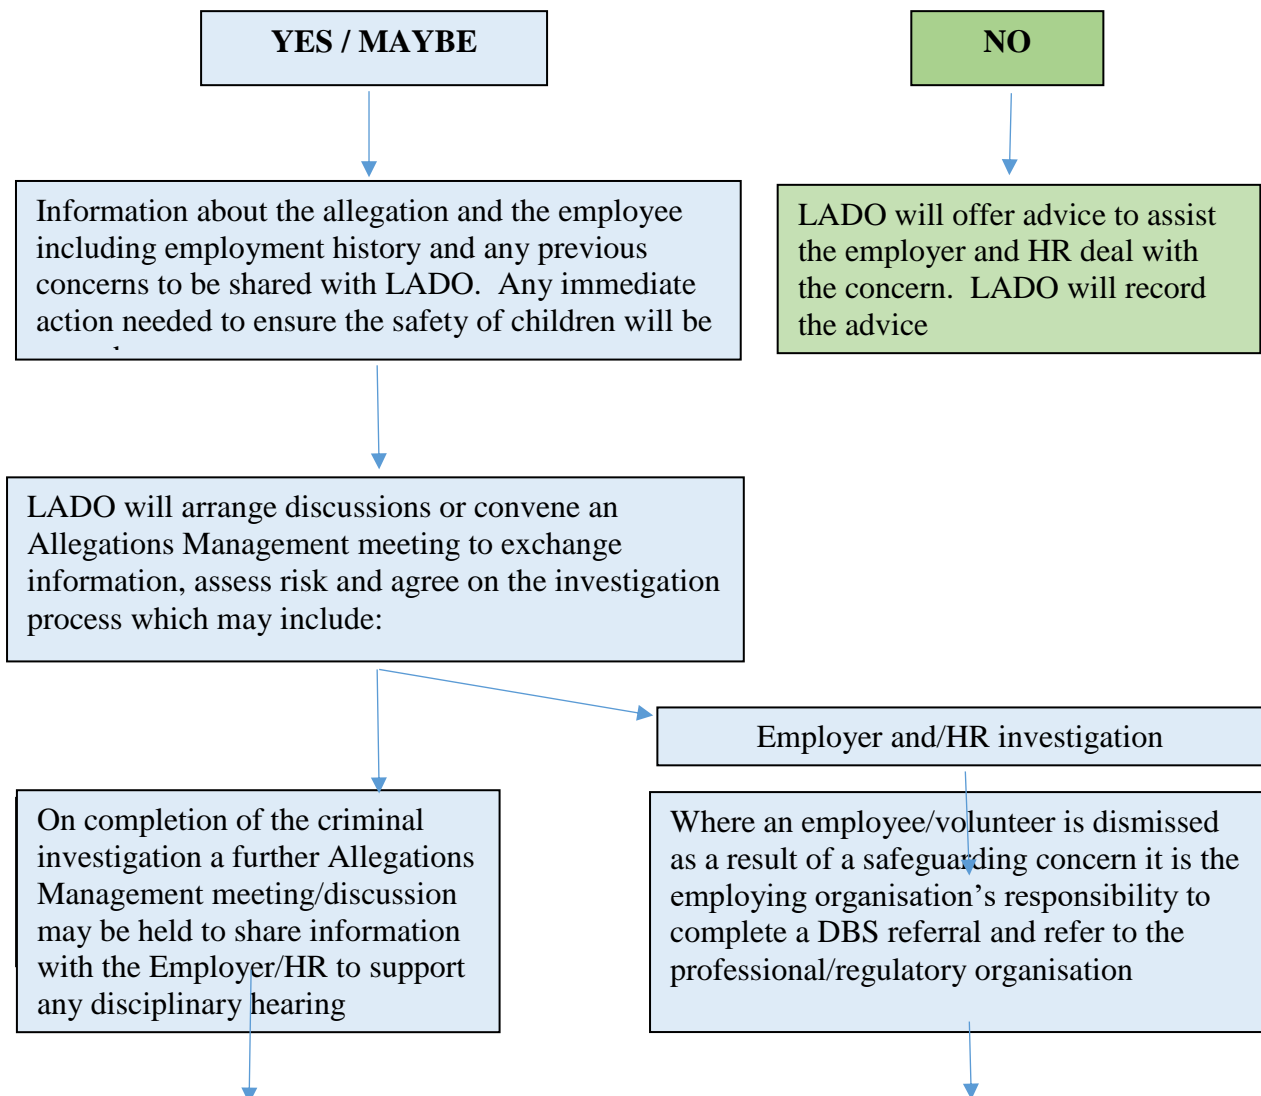 YES / MAYBE
NO
Information about the allegation and the employee
including employment history and any previous
concerns to be shared with LADO.  Any immediate
action needed to ensure the safety of children will be
LADO will offer advice to assist
the employer and HR deal with
the concern.  LADO will record
the advice
LADO will arrange discussions or convene an
Allegations Management meeting to exchange
information, assess risk and agree on the investigation
process which may include:
Employer and/HR investigation
On completion of the criminal
investigation a further Allegations
Management meeting/discussion
may be held to share information
with the Employer/HR to support
any disciplinary hearing
Where an employee/volunteer is dismissed
as a result of a safeguarding concern it is the
employing organisation’s responsibility to
complete a DBS referral and refer to the
professional/regulatory organisation